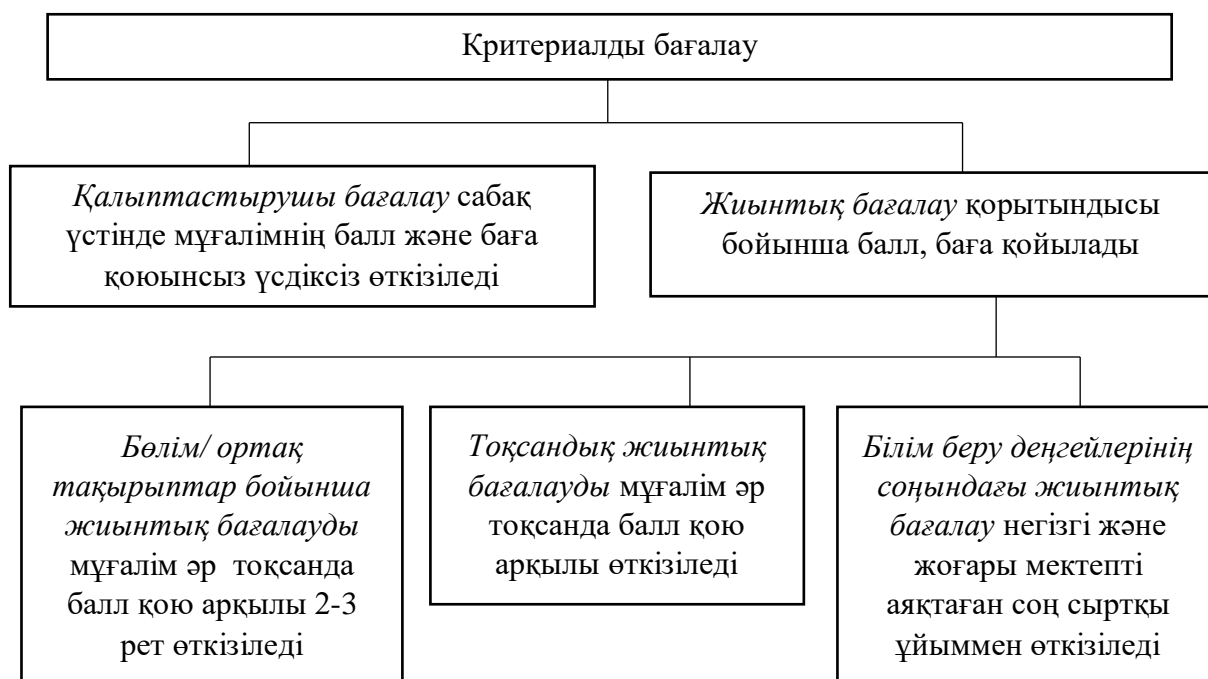 Критериалды бағалау
Қалыптастырушы бағалау сабақ
үстінде мұғалімнің балл және баға
қоюынсыз үсдіксіз өткізіледі
Жиынтық бағалау қорытындысы
бойынша балл, баға қойылады
Бөлім/ ортақ
тақырыптар бойынша
жиынтық бағалауды
мұғалім әр тоқсанда
балл қою арқылы 2-3
рет өткізіледі
Тоқсандық жиынтық
бағалауды мұғалім әр
тоқсанда балл қою
арқылы өткізіледі
Білім беру деңгейлерінің
соңындағы жиынтық
бағалау негізгі және
жоғары мектепті
аяқтаған соң сыртқы
ұйыммен өткізіледі